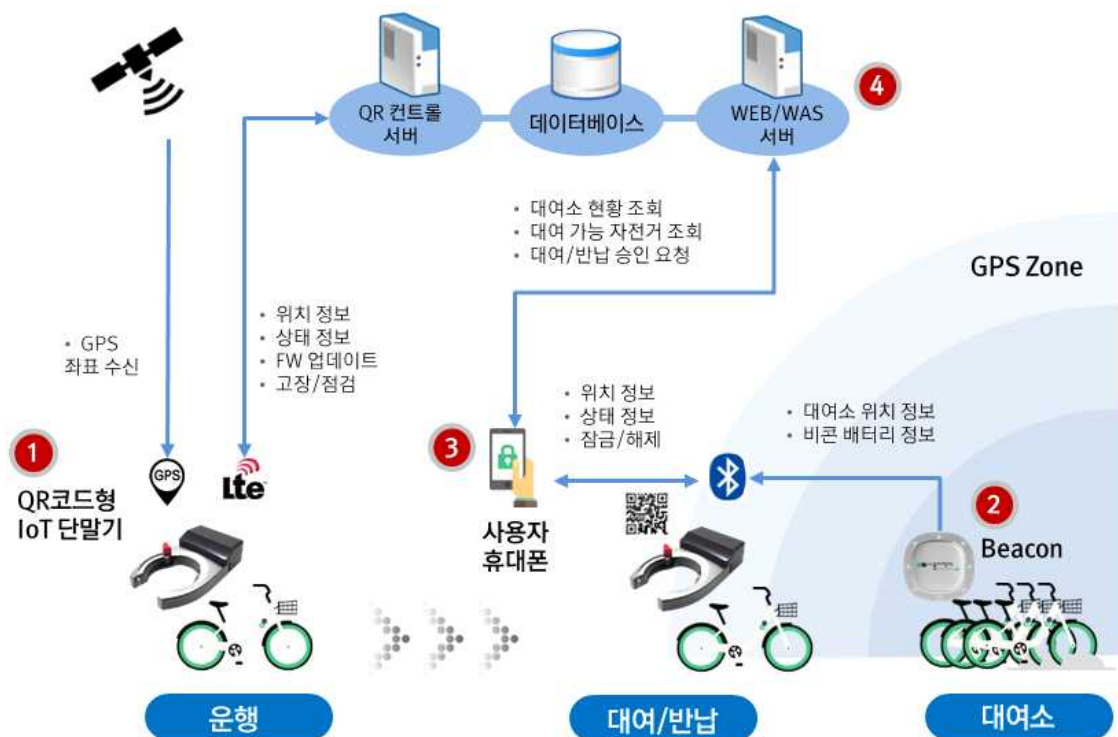 QR 컨트롤
서버
데이터베이스
WEB/WAS
서버
4
• 대여소 현황 조회
• 대여 가능 자전거 조회
• 대여/반납 승인 요청
GPS Zone
• GPS
좌표 수신
• 위치 정보
• 상태 정보
• FW 업데이트
• 고장/점검
• 위치 정보
• 상태 정보
• 잠금/해제
• 대여소 위치 정보
• 비콘 배터리 정보
1
QR코드형
IoT 단말기
GPS
Lte
3
사용자
휴대폰
2
Beacon
운행
대여/반납
대여소